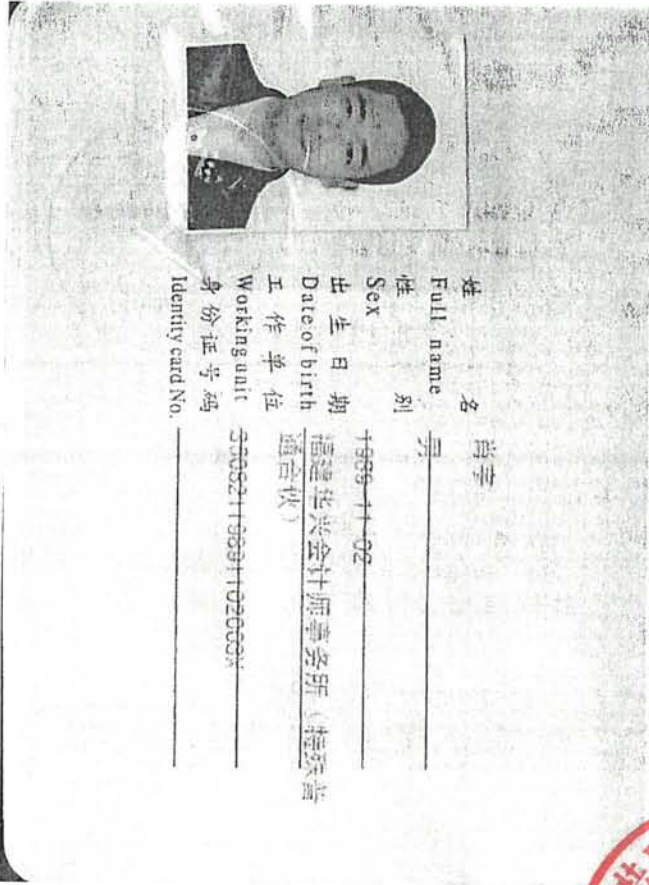 姓 名
Full name
性 别 男
Sex
出生日期 1989-11-02
Date of birth
工作单位 福建华兴会计师事务所（特殊普
通合伙）
Working unit
身份证号码
Identity card No.